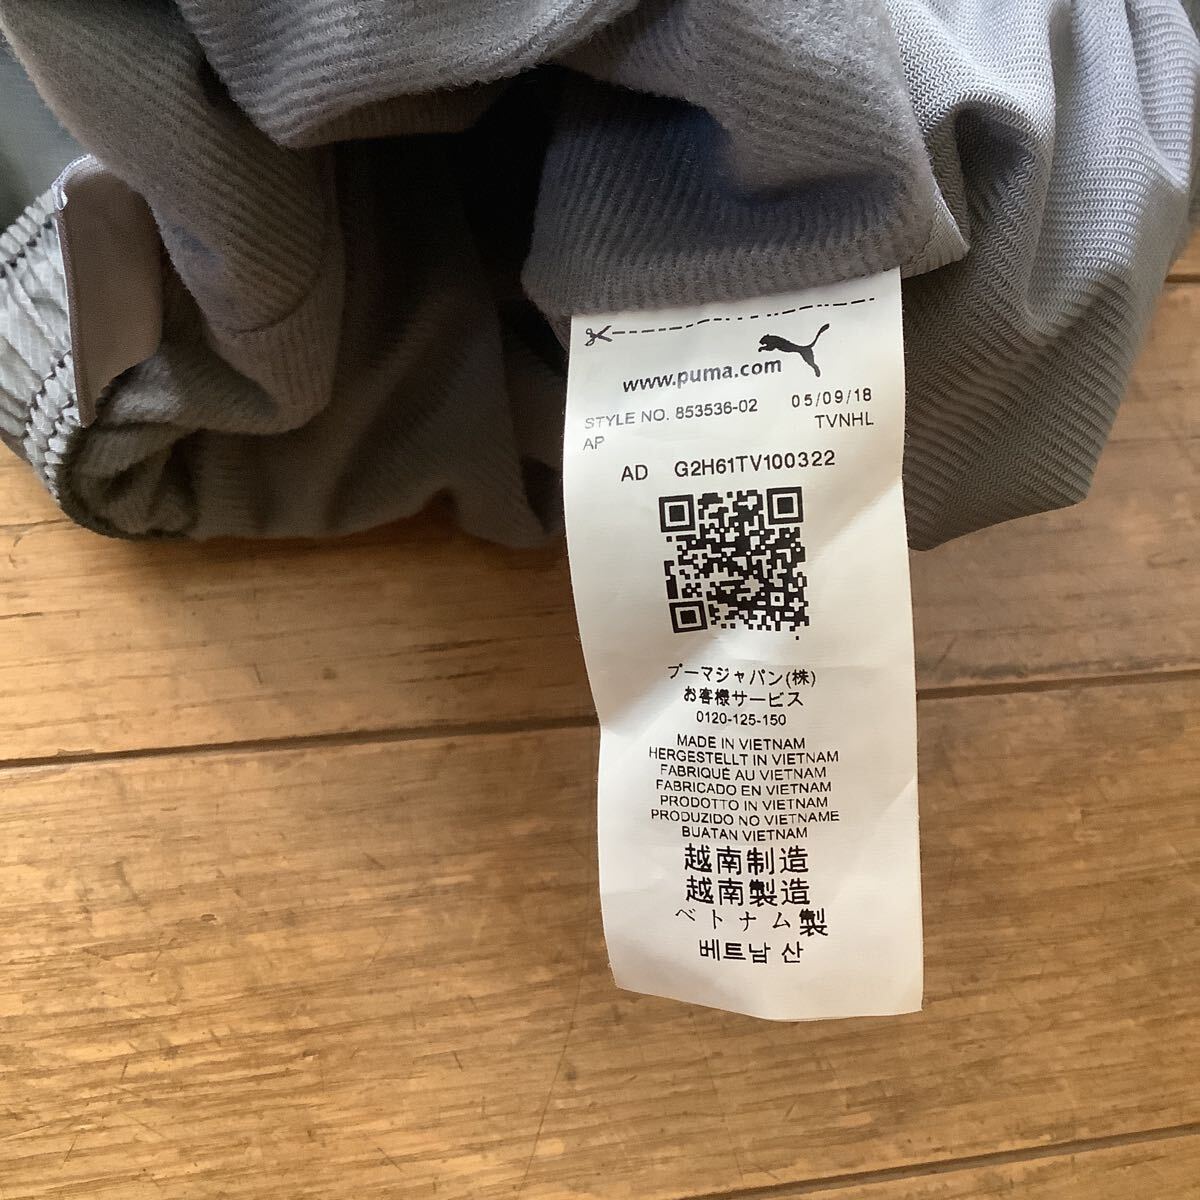 www.puma.com
STYLE NO. 853536-02 05/09/18
AP TVNHL
AD G2H61TV100322
プーマジャパン(株)
お客様サービス
0120-125-150
MADE IN VIETNAM
HERGESTELLT IN VIETNAM
FABRIQUÉ AU VIETNAM
FABRICADO EN VIETNAM
PRODOTTO IN VIETNAM
PRODUZIDO NO VIETNAME
BUATAN VIETNAM
越南制造
越南製造
ベトナム製
베트남 산